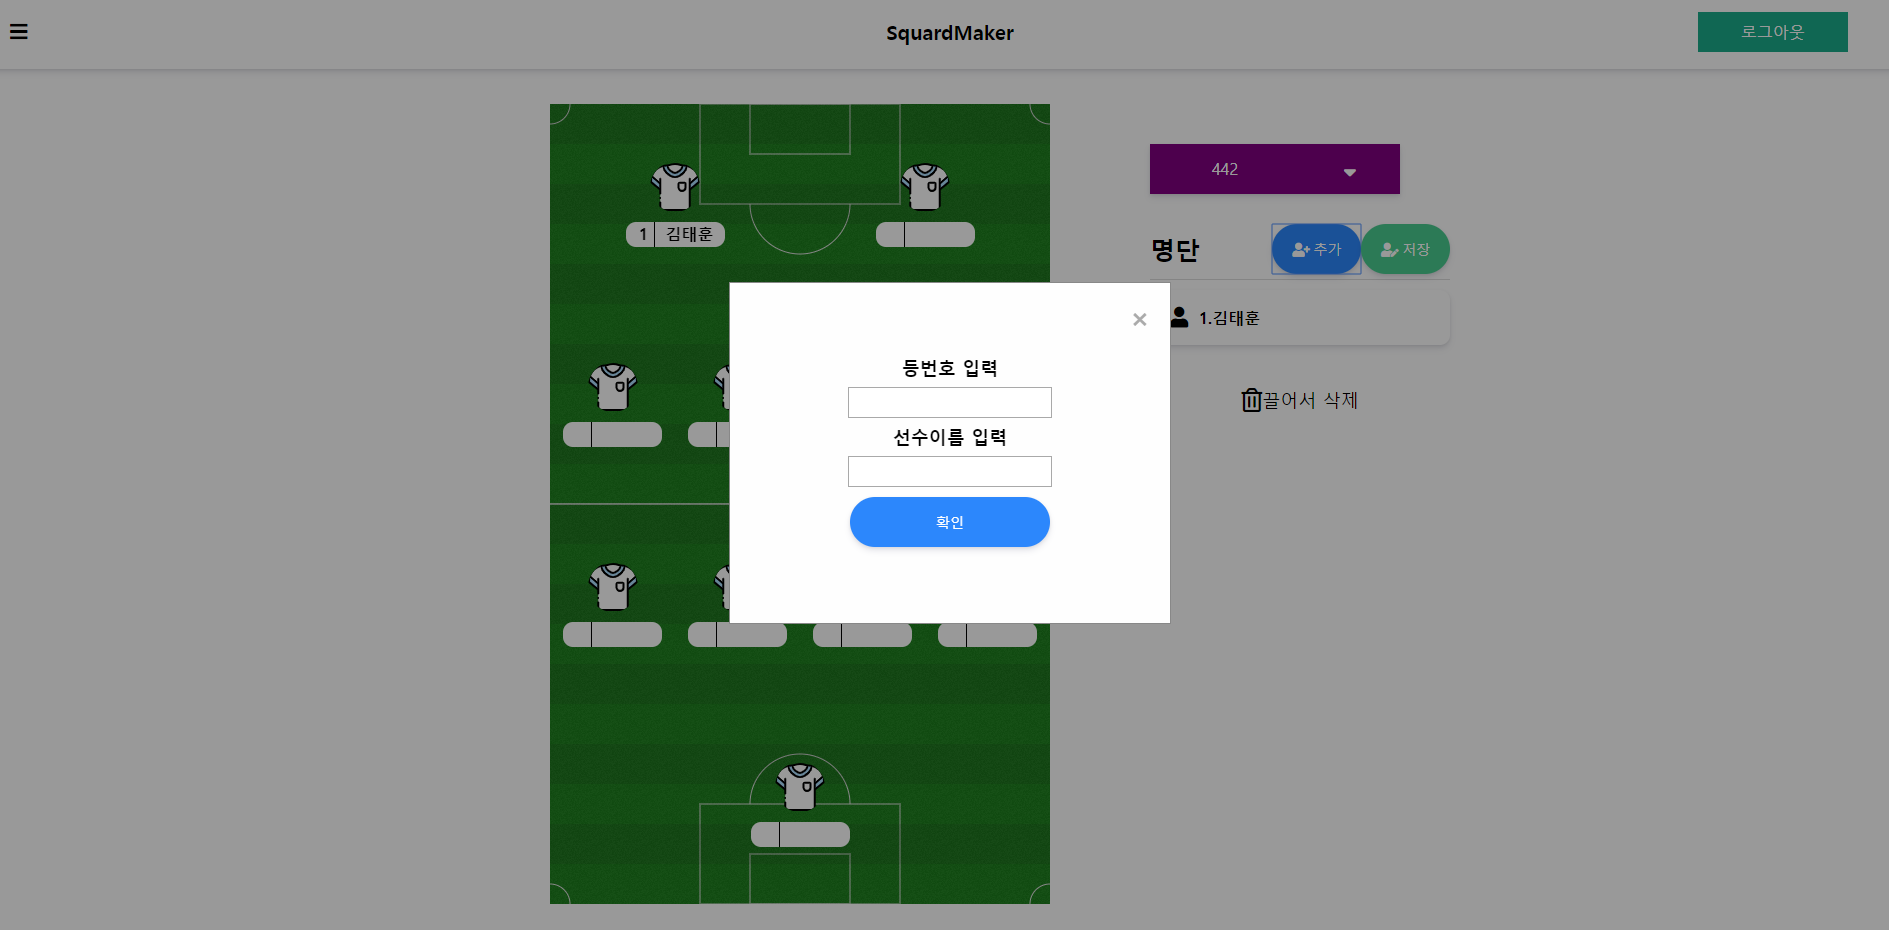 SquardMaker
로그아웃
442
명단
추가
저장
1 김태훈
1.김태훈
×
등번호 입력
선수이름 입력
확인
끌어서 삭제